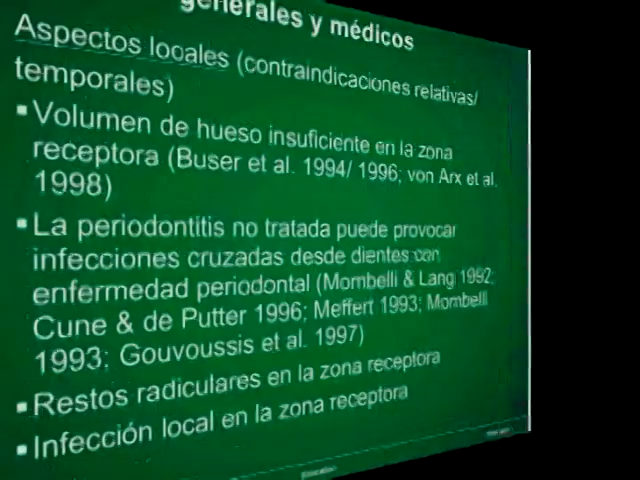 generales y médicos
Aspectos looales (contraindicaciones relativas/
temporales)
▪Volumen de hueso insuficiente en la zona
receptora (Buser et al. 1994/ 1996; von Arx et al.
1998)
▪La periodontitis no tratada puede provocar
infecciones cruzadas desde dientes con
enfermedad periodontal (Mombelli & Lang 1992;
Cune & de Putter 1996; Meffert 1993; Mombelli
1993; Gouvoussis et al. 1997)
▪Restos radiculares en la zona receptora
▪Infección local en la zona receptora